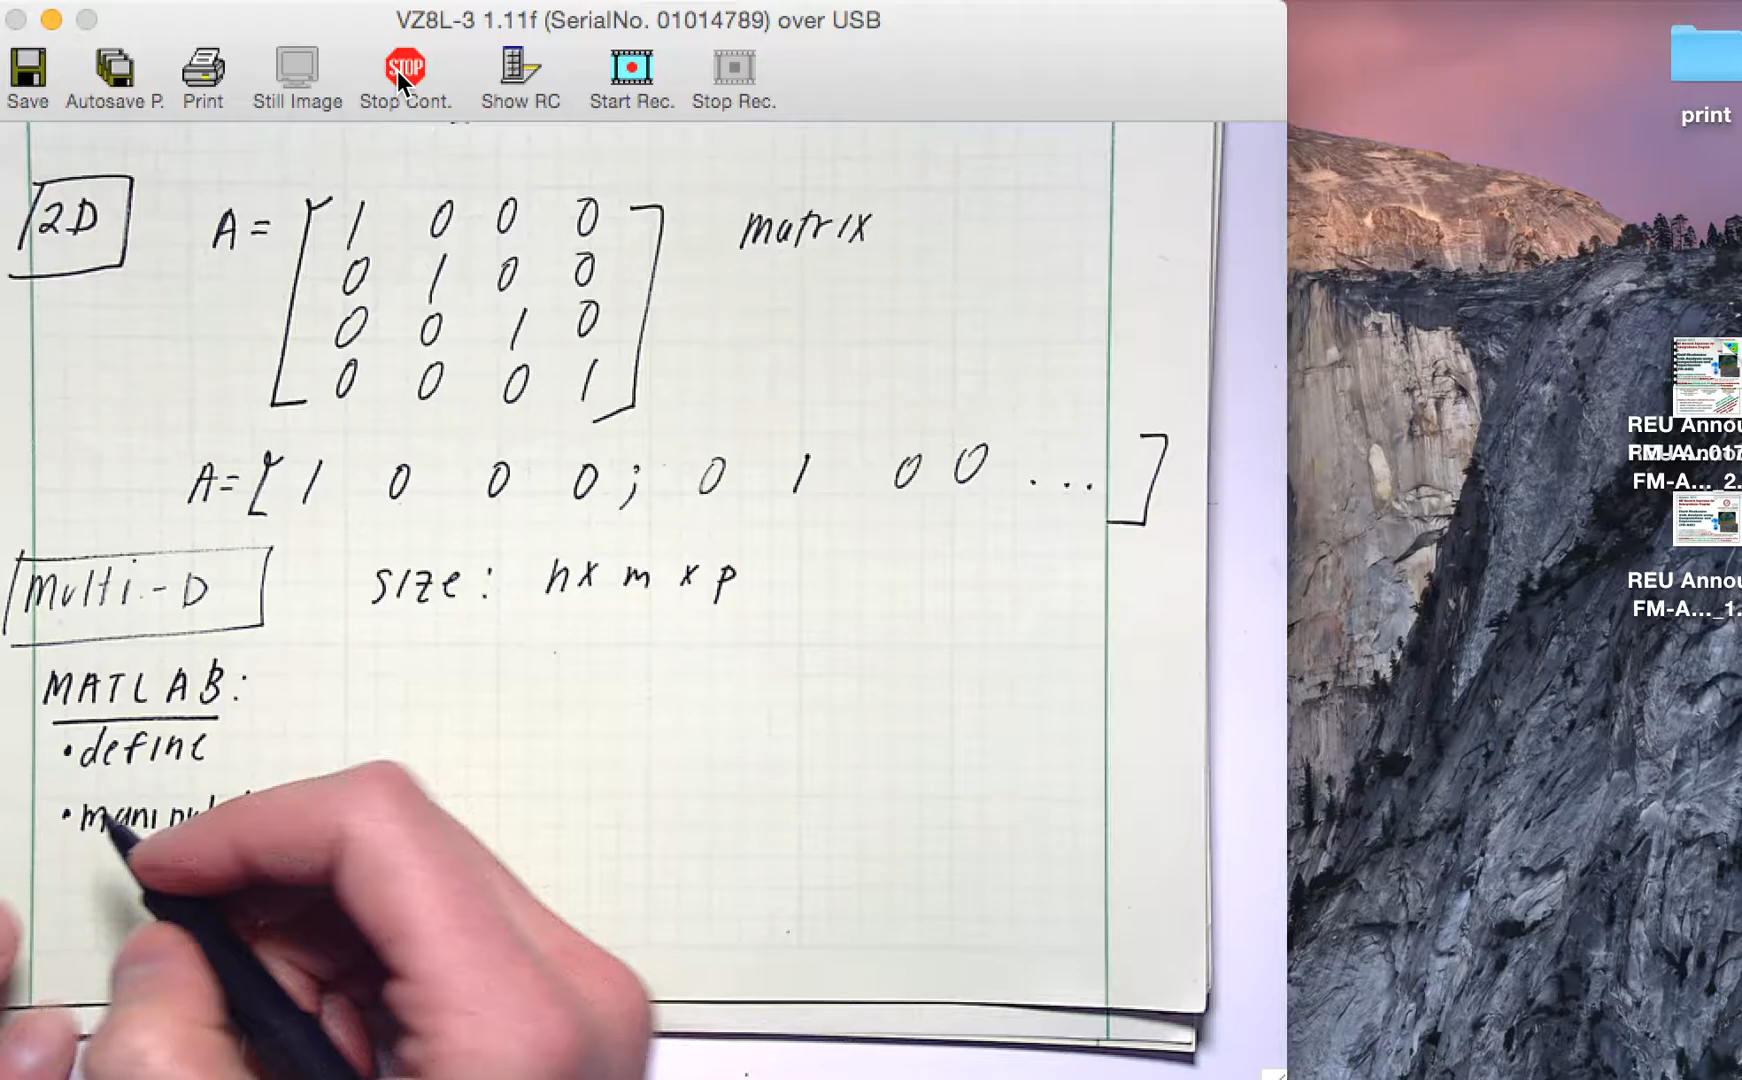 VZ8L-3 1.11f (SerialNo. 01014789) over USB
Save Autosave P. Print Still Image Stop Cont. Show RC Start Rec. Stop Rec.
STOP
print
2D A = [ 1 0 0 0 ] matrix
0 1 0 0
0 0 1 0
0 0 0 1
A = [ 1 0 0 0 ; 0 1 0 0 ... ]
Multi-D size: n x m x p
MATLAB:
• define
• manipul
REU Annou
FM-A... _2.
REU Annou
FM-A... _1.